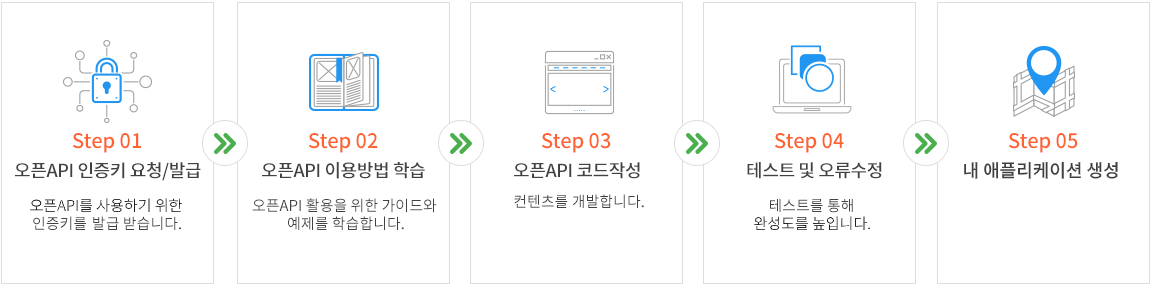 Step 01
오픈API 인증키 요청/발급
오픈API를 사용하기 위한
인증키를 발급 받습니다.
Step 02
오픈API 이용방법 학습
오픈API 활용을 위한 가이드와
예제를 학습합니다.
Step 03
오픈API 코드작성
컨텐츠를 개발합니다.
Step 04
테스트 및 오류수정
테스트를 통해
완성도를 높입니다.
Step 05
내 애플리케이션 생성